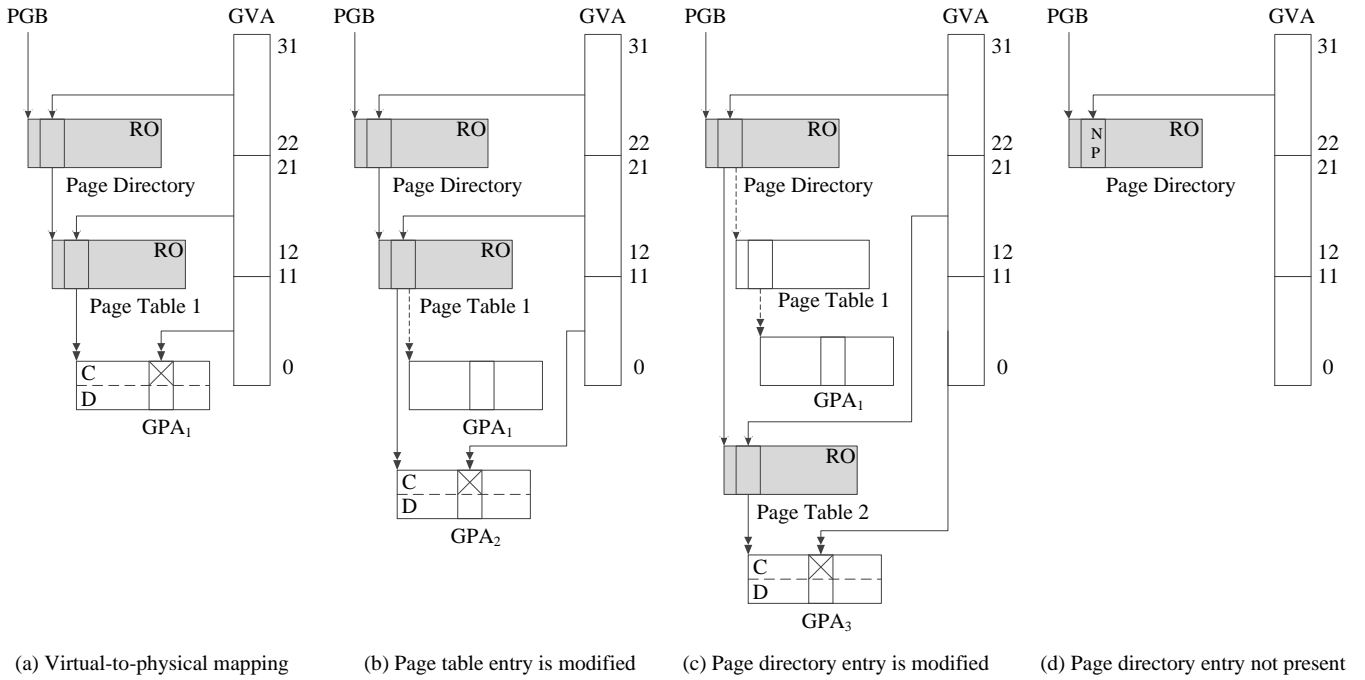 PGB
GVA
31
RO
22
21
Page Directory
RO
12
11
Page Table 1
C
D
0
GPA1
(a) Virtual-to-physical mapping
PGB
GVA
31
RO
22
21
Page Directory
RO
12
11
Page Table 1
0
GPA1
C
D
GPA2
(b) Page table entry is modified
PGB
GVA
31
RO
22
21
Page Directory
12
11
Page Table 1
0
GPA1
RO
Page Table 2
C
D
GPA3
(c) Page directory entry is modified
PGB
GVA
31
N
P
RO
22
21
Page Directory
12
11
0
(d) Page directory entry not present